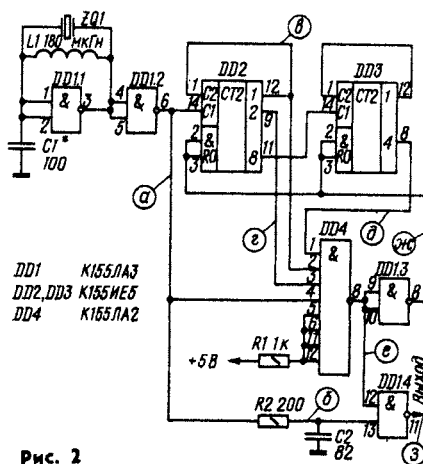 ZQ1
L1 180 мкГн
DD1.1
DD1.2
1
&
3
2
4
&
6
5
C1*
100
а
в
DD2
1
C2
CT2
1
12
14
C1
2
9
2
&
3
R0
8
11
DD3
1
C2
CT2
1
12
14
C1
2
&
4
8
3
R0
г
д
ж
DD4
1
&
2
3
4
5
6
11
12
8
DD1.3
9
&
8
10
DD1 К155ЛА3
DD2,DD3 К155ИЕ5
DD4 К155ЛА2
+5В
R1 1к
е
Выход
R2 200
б
DD1.4
12
&
13
11
з
C2
82
Рис. 2